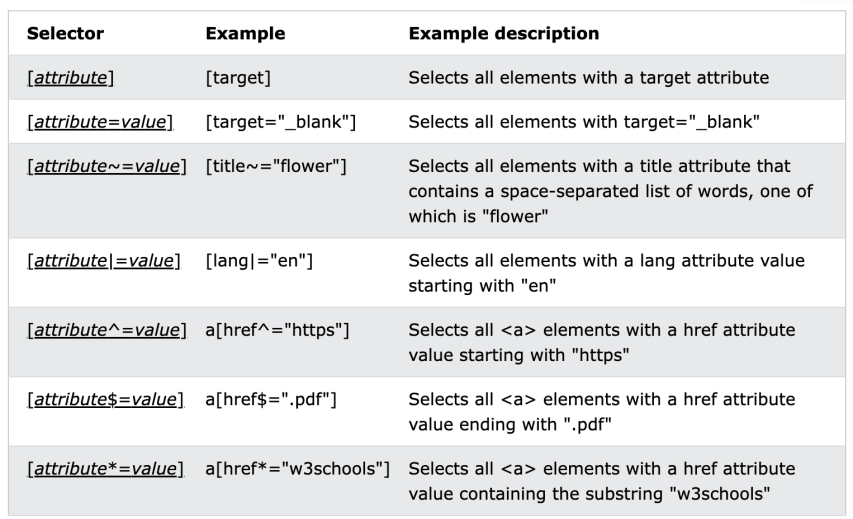 Selector Example Example description
[attribute] [target] Selects all elements with a target attribute
[attribute=value] [target="_blank"] Selects all elements with target="_blank"
[attribute~=value] [title~="flower"] Selects all elements with a title attribute that
contains a space-separated list of words, one of
which is "flower"
[attribute|=value] [lang|="en"] Selects all elements with a lang attribute value
starting with "en"
[attribute^=value] a[href^="https"] Selects all <a> elements with a href attribute
value starting with "https"
[attribute$=value] a[href$=".pdf"] Selects all <a> elements with a href attribute
value ending with ".pdf"
[attribute*=value] a[href*="w3schools"] Selects all <a> elements with a href attribute
value containing the substring "w3schools"